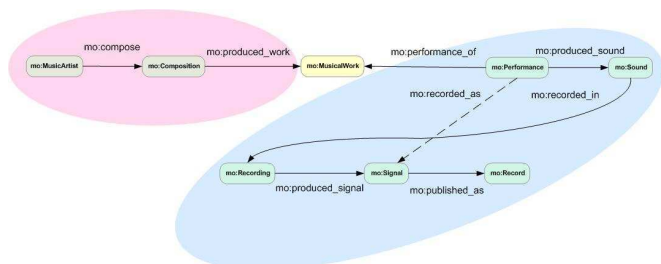 mo:compose
mo:produced_work
mo:performance_of
mo:produced_sound
mo:MusicArtist
mo:Composition
mo:MusicalWork
mo:Performance
mo:Sound
mo:recorded_as
mo:recorded_in
mo:Recording
mo:Signal
mo:Record
mo:produced_signal
mo:published_as